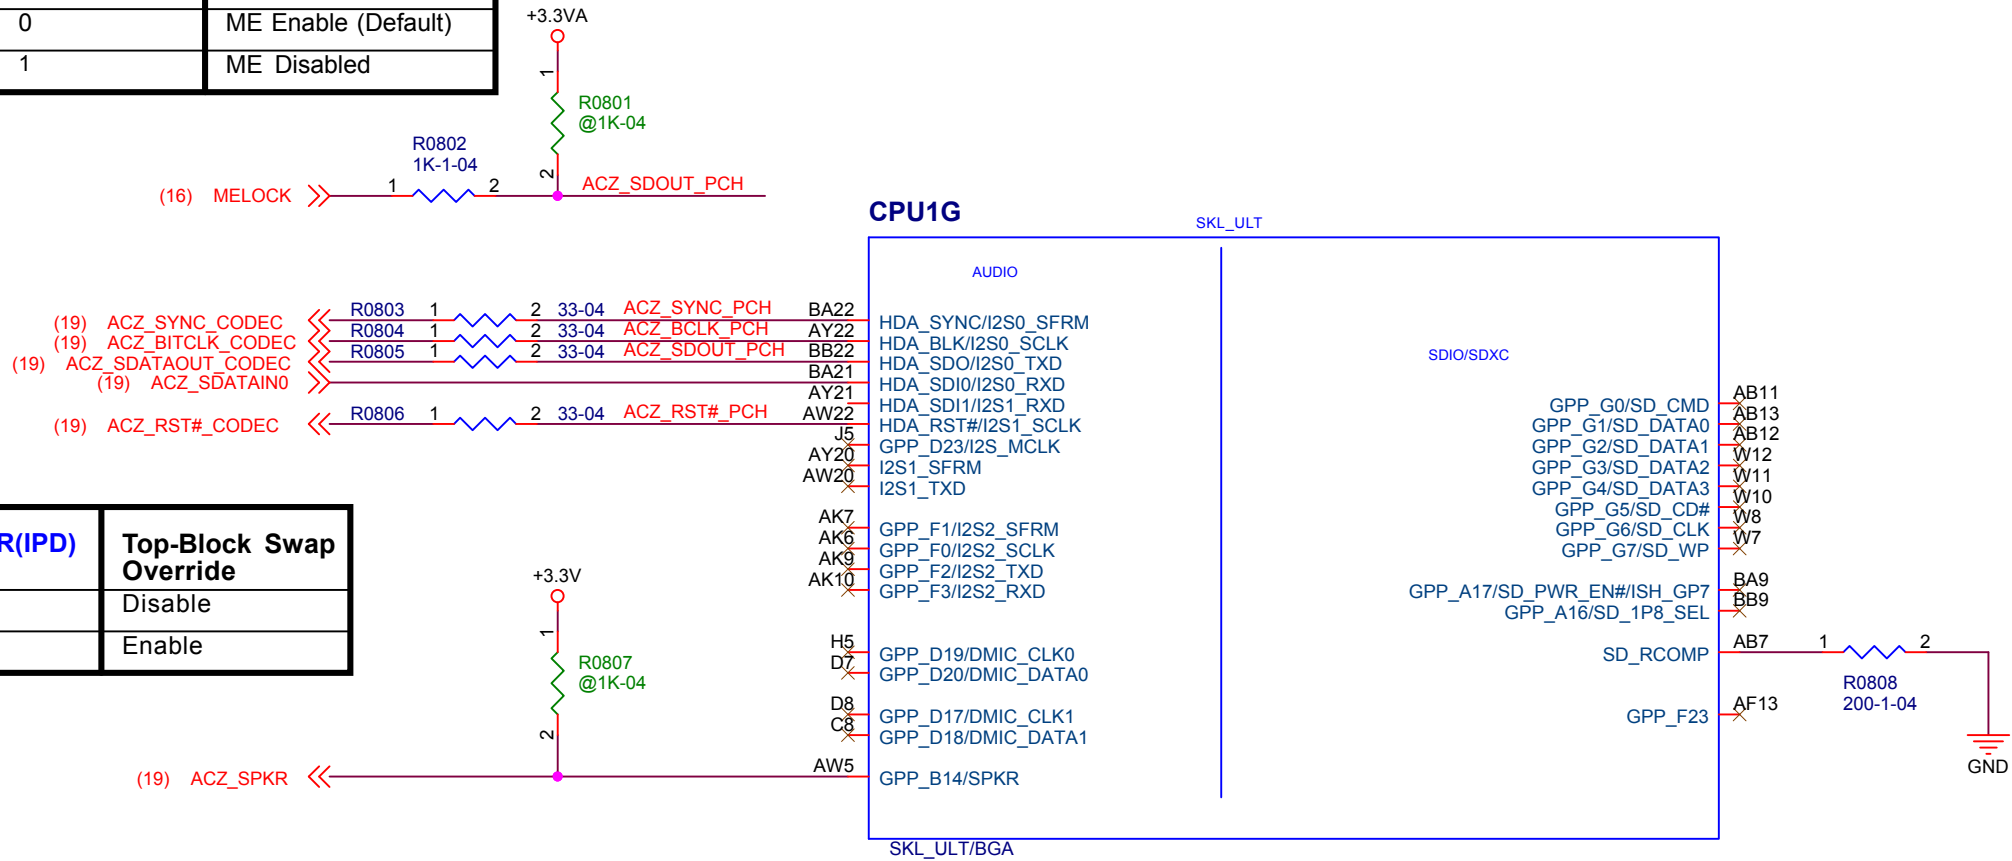 0 ME Enable (Default)
1 ME Disabled
+3.3VA
1
R0801
@1K-04
2
R0802
1K-1-04
(16) MELOCK 1 2 ACZ_SDOUT_PCH
CPU1G
SKL_ULT
AUDIO
SDIO/SDXC
(19) ACZ_SYNC_CODEC R0803 1 2 33-04 ACZ_SYNC_PCH BA22 HDA_SYNC/I2S0_SFRM
(19) ACZ_BITCLK_CODEC R0804 1 2 33-04 ACZ_BCLK_PCH AY22 HDA_BLK/I2S0_SCLK
(19) ACZ_SDATAOUT_CODEC R0805 1 2 33-04 ACZ_SDOUT_PCH BB22 HDA_SDO/I2S0_TXD
(19) ACZ_SDATAIN0 BA21 HDA_SDI0/I2S0_RXD
AY21 HDA_SDI1/I2S1_RXD
(19) ACZ_RST#_CODEC R0806 1 2 33-04 ACZ_RST#_PCH AW22 HDA_RST#/I2S1_SCLK
J5 GPP_D23/I2S_MCLK
AY20 I2S1_SFRM
AW20 I2S1_TXD
AK7 GPP_F1/I2S2_SFRM
AK6 GPP_F0/I2S2_SCLK
AK9 GPP_F2/I2S2_TXD
AK10 GPP_F3/I2S2_RXD
H5 GPP_D19/DMIC_CLK0
D7 GPP_D20/DMIC_DATA0
D8 GPP_D17/DMIC_CLK1
C8 GPP_D18/DMIC_DATA1
(19) ACZ_SPKR AW5 GPP_B14/SPKR
GPP_G0/SD_CMD AB11
GPP_G1/SD_DATA0 AB13
GPP_G2/SD_DATA1 AB12
GPP_G3/SD_DATA2 W12
GPP_G4/SD_DATA3 W11
GPP_G5/SD_CD# W10
GPP_G6/SD_CLK W8
GPP_G7/SD_WP W7
GPP_A17/SD_PWR_EN#/ISH_GP7 BA9
GPP_A16/SD_1P8_SEL BB9
SD_RCOMP AB7 1 2
R0808
200-1-04
GPP_F23 AF13
GND
R(IPD) Top-Block Swap
Override
Disable
Enable
+3.3V
1
R0807
@1K-04
2
SKL_ULT/BGA